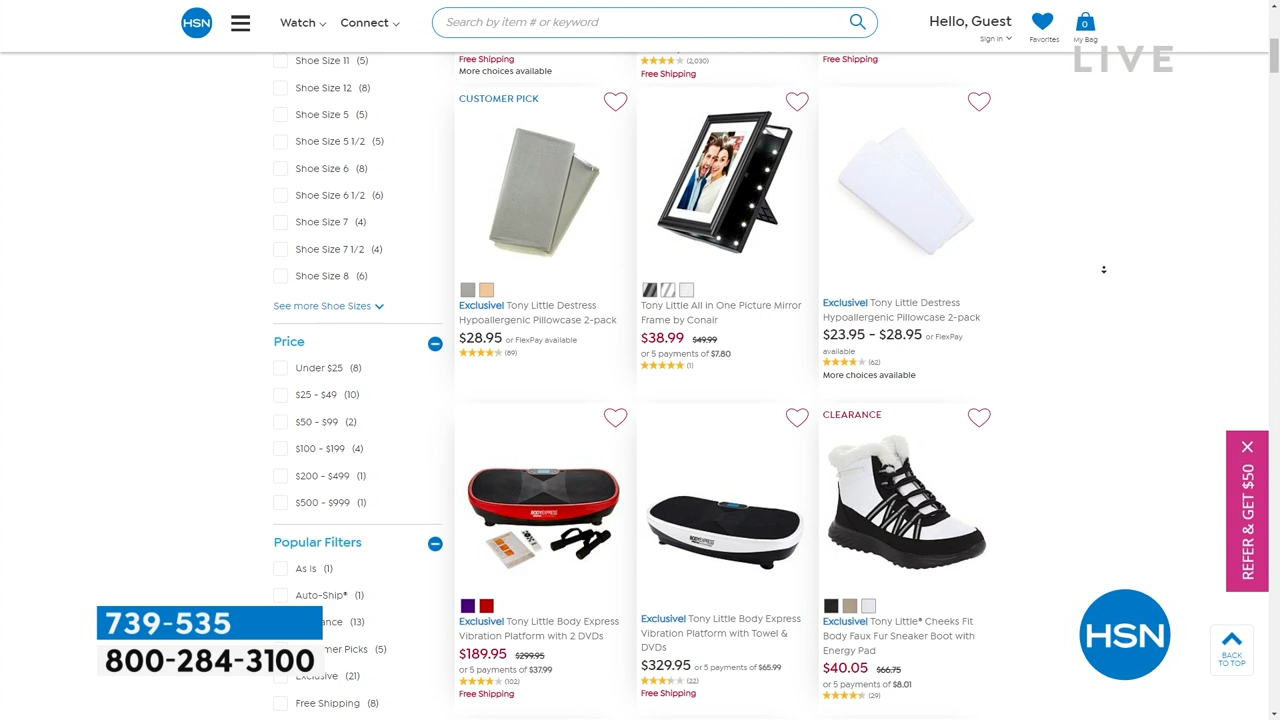 HSN
Watch
Connect
Search by item # or keyword
Hello, Guest
Sign In
Favorites
0
My Bag
LIVE
Shoe Size 11 (5)
Shoe Size 12 (8)
Shoe Size 5 (5)
Shoe Size 5 1/2 (5)
Shoe Size 6 (8)
Shoe Size 6 1/2 (6)
Shoe Size 7 (4)
Shoe Size 7 1/2 (4)
Shoe Size 8 (6)
See more Shoe Sizes
Price
Under $25 (8)
$25 - $49 (10)
$50 - $99 (2)
$100 - $199 (4)
$200 - $499 (1)
$500 - $999 (1)
Popular Filters
As Is (1)
Auto-Ship® (1)
ance (13)
mer Picks (5)
Exclusive (21)
Free Shipping (8)
Free Shipping
More choices available
(2,030)
Free Shipping
Free Shipping
CUSTOMER PICK
Exclusive! Tony Little Destress
Hypoallergenic Pillowcase 2-pack
$28.95 or FlexPay available
(89)
Tony Little All in One Picture Mirror
Frame by Conair
$38.99 $49.99
or 5 payments of $7.80
(1)
Exclusive! Tony Little Destress
Hypoallergenic Pillowcase 2-pack
$23.95 - $28.95 or FlexPay
available
(62)
More choices available
BODYEXPRESS
Exclusive! Tony Little Body Express
Vibration Platform with 2 DVDs
$189.95 $299.95
or 5 payments of $37.99
(102)
Free Shipping
BODYEXPRESS
Exclusive! Tony Little Body Express
Vibration Platform with Towel &
DVDs
$329.95 or 5 payments of $65.99
(22)
Free Shipping
CLEARANCE
Exclusive! Tony Little® Cheeks Fit
Body Faux Fur Sneaker Boot with
Energy Pad
$40.05 $66.75
or 5 payments of $8.01
(29)
REFER & GET $50
739-535
800-284-3100
HSN
BACK
TO TOP